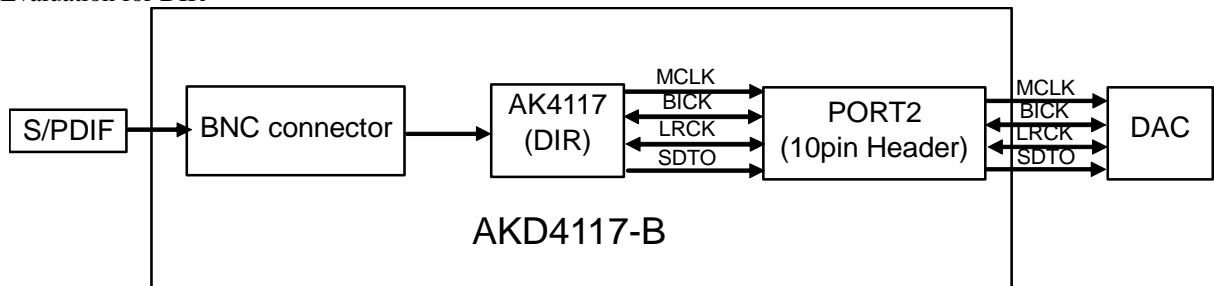 Evaluation for DIR
S/PDIF
BNC connector
AK4117
(DIR)
MCLK
BICK
LRCK
SDTO
PORT2
(10pin Header)
MCLK
BICK
LRCK
SDTO
DAC
AKD4117-B